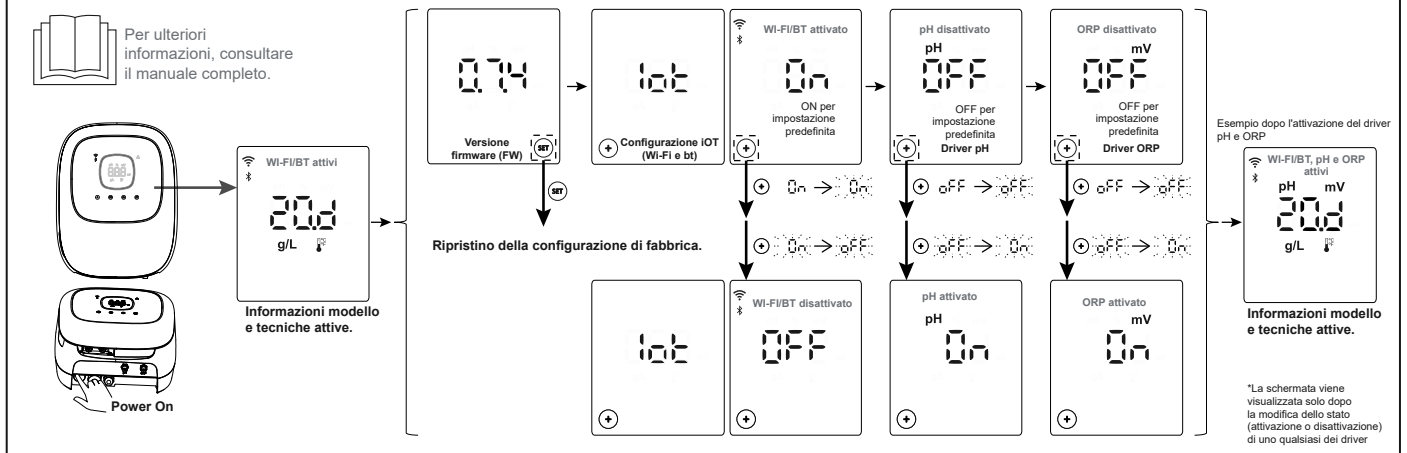 Per ulteriori
informazioni, consultare
il manuale completo.
Power On
WI-FI/BT attivi
20.d
g/L
Informazioni modello
e tecniche attive.
0.7.4
Versione
firmware (FW)
SET
SET
Ripristino della configurazione di fabbrica.
Iot
Configurazione iOT
(Wi-Fi e bt)
WI-FI/BT attivato
On
ON per
impostazione
predefinita
On → On
On → oFF
Iot
WI-FI/BT disattivato
OFF
pH disattivato
pH
OFF
OFF per
impostazione
predefinita
Driver pH
oFF → oFF
oFF → On
pH attivato
pH
On
ORP disattivato
mV
OFF
OFF per
impostazione
predefinita
Driver ORP
oFF → oFF
oFF → On
ORP attivato
mV
On
Esempio dopo l'attivazione del driver
pH e ORP
WI-FI/BT, pH e ORP
attivi
pH mV
20.d
g/L
Informazioni modello
e tecniche attive.
*La schermata viene
visualizzata solo dopo
la modifica dello stato
(attivazione o disattivazione)
di uno qualsiasi dei driver